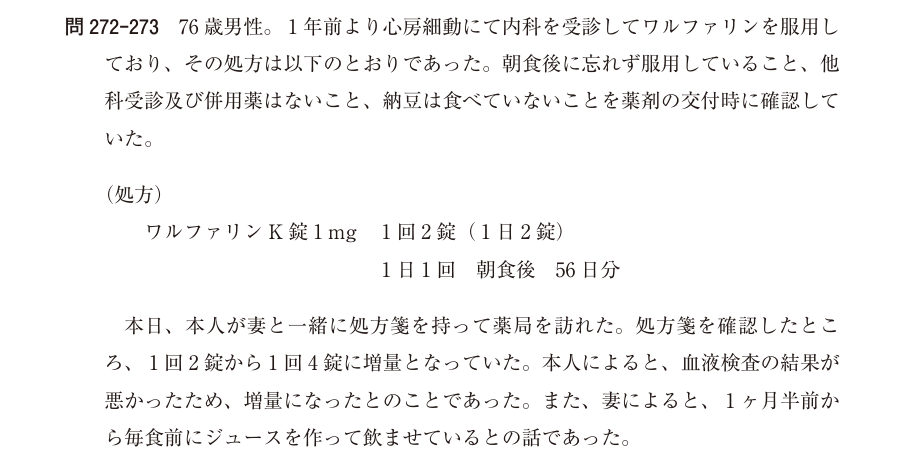 問 272−273　76 歳男性。１年前より心房細動にて内科を受診してワルファリンを服用し
ており、その処方は以下のとおりであった。朝食後に忘れず服用していること、他
科受診及び併用薬はないこと、納豆は食べていないことを薬剤の交付時に確認して
いた。
（処方）
ワルファリン K 錠 1 mg　１回２錠（１日２錠）
１日１回　朝食後　56 日分
本日、本人が妻と一緒に処方箋を持って薬局を訪れた。処方箋を確認したとこ
ろ、１回２錠から１回４錠に増量となっていた。本人によると、血液検査の結果が
悪かったため、増量になったとのことであった。また、妻によると、１ヶ月半前か
ら毎食前にジュースを作って飲ませているとの話であった。